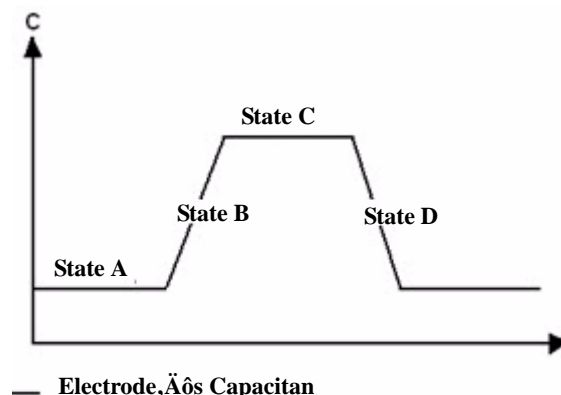 C
State C
State B
State D
State A
Electrode‚Äôs Capacitan